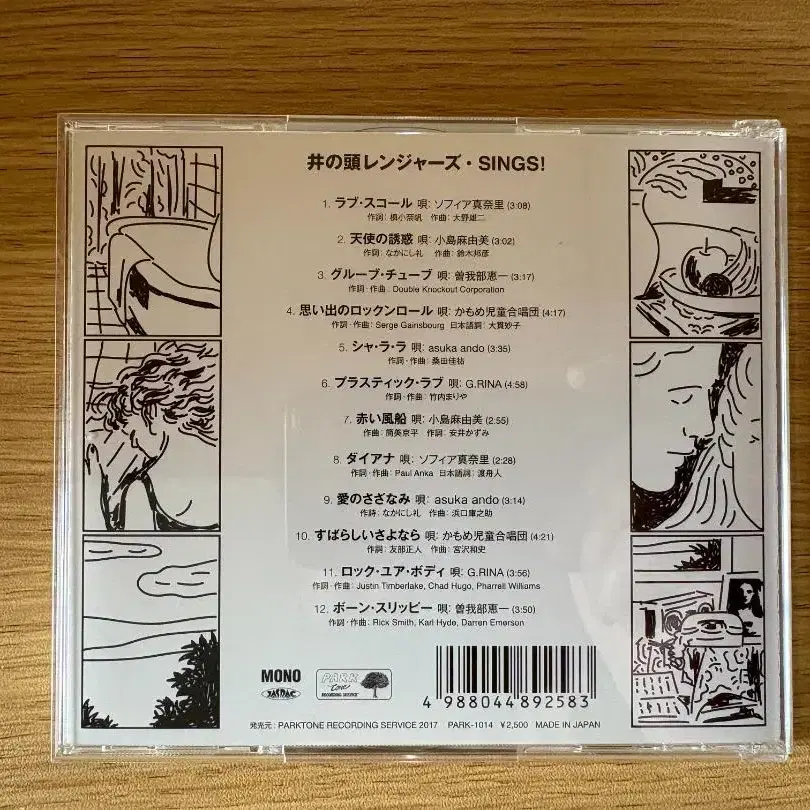 井の頭レンジャーズ・SINGS!
1. ラブ・スコール 唄: ソフィア真奈里 (3:08)
作詞: 槇小奈帆 作曲: 大野雄二
2. 天使の誘惑 唄: 小島麻由美 (3:02)
作詞: なかにし礼 作曲: 鈴木邦彦
3. グループ・チューブ 唄: 曽我部恵一 (3:17)
作詞・作曲: Double Knockout Corporation
4. 思い出のロックンロール 唄: かもめ児童合唱団 (4:17)
作詞・作曲: Serge Gainsbourg 日本語詞: 大貫妙子
5. シャ・ラ・ラ 唄: asuka ando (3:35)
作詞・作曲: 桑田佳祐
6. プラスティック・ラブ 唄: G.RINA (4:58)
作詞・作曲: 竹内まりや
7. 赤い風船 唄: 小島麻由美 (2:55)
作曲: 筒美京平 作詞: 安井かずみ
8. ダイアナ 唄: ソフィア真奈里 (2:28)
作詞・作曲: Paul Anka 日本語詞: 渡舟人
9. 愛のさざなみ 唄: asuka ando (3:14)
作詩: なかにし礼 作曲: 浜口庫之助
10. すばらしいさよなら 唄: かもめ児童合唱団 (4:21)
作詞: 友部正人 作曲: 宮沢和史
11. ロック・ユア・ボディ 唄: G.RINA (3:56)
作詞・作曲: Justin Timberlake, Chad Hugo, Pharrell Williams
12. ボーン・スリッピー 唄: 曽我部恵一 (3:50)
作詞・作曲: Rick Smith, Karl Hyde, Darren Emerson
MONO
JASRAC
PARK
Tone
RECORDING SERVICE
4 988044 892583
発売元: PARKTONE RECORDING SERVICE 2017 PARK-1014 ¥2,500 MADE IN JAPAN